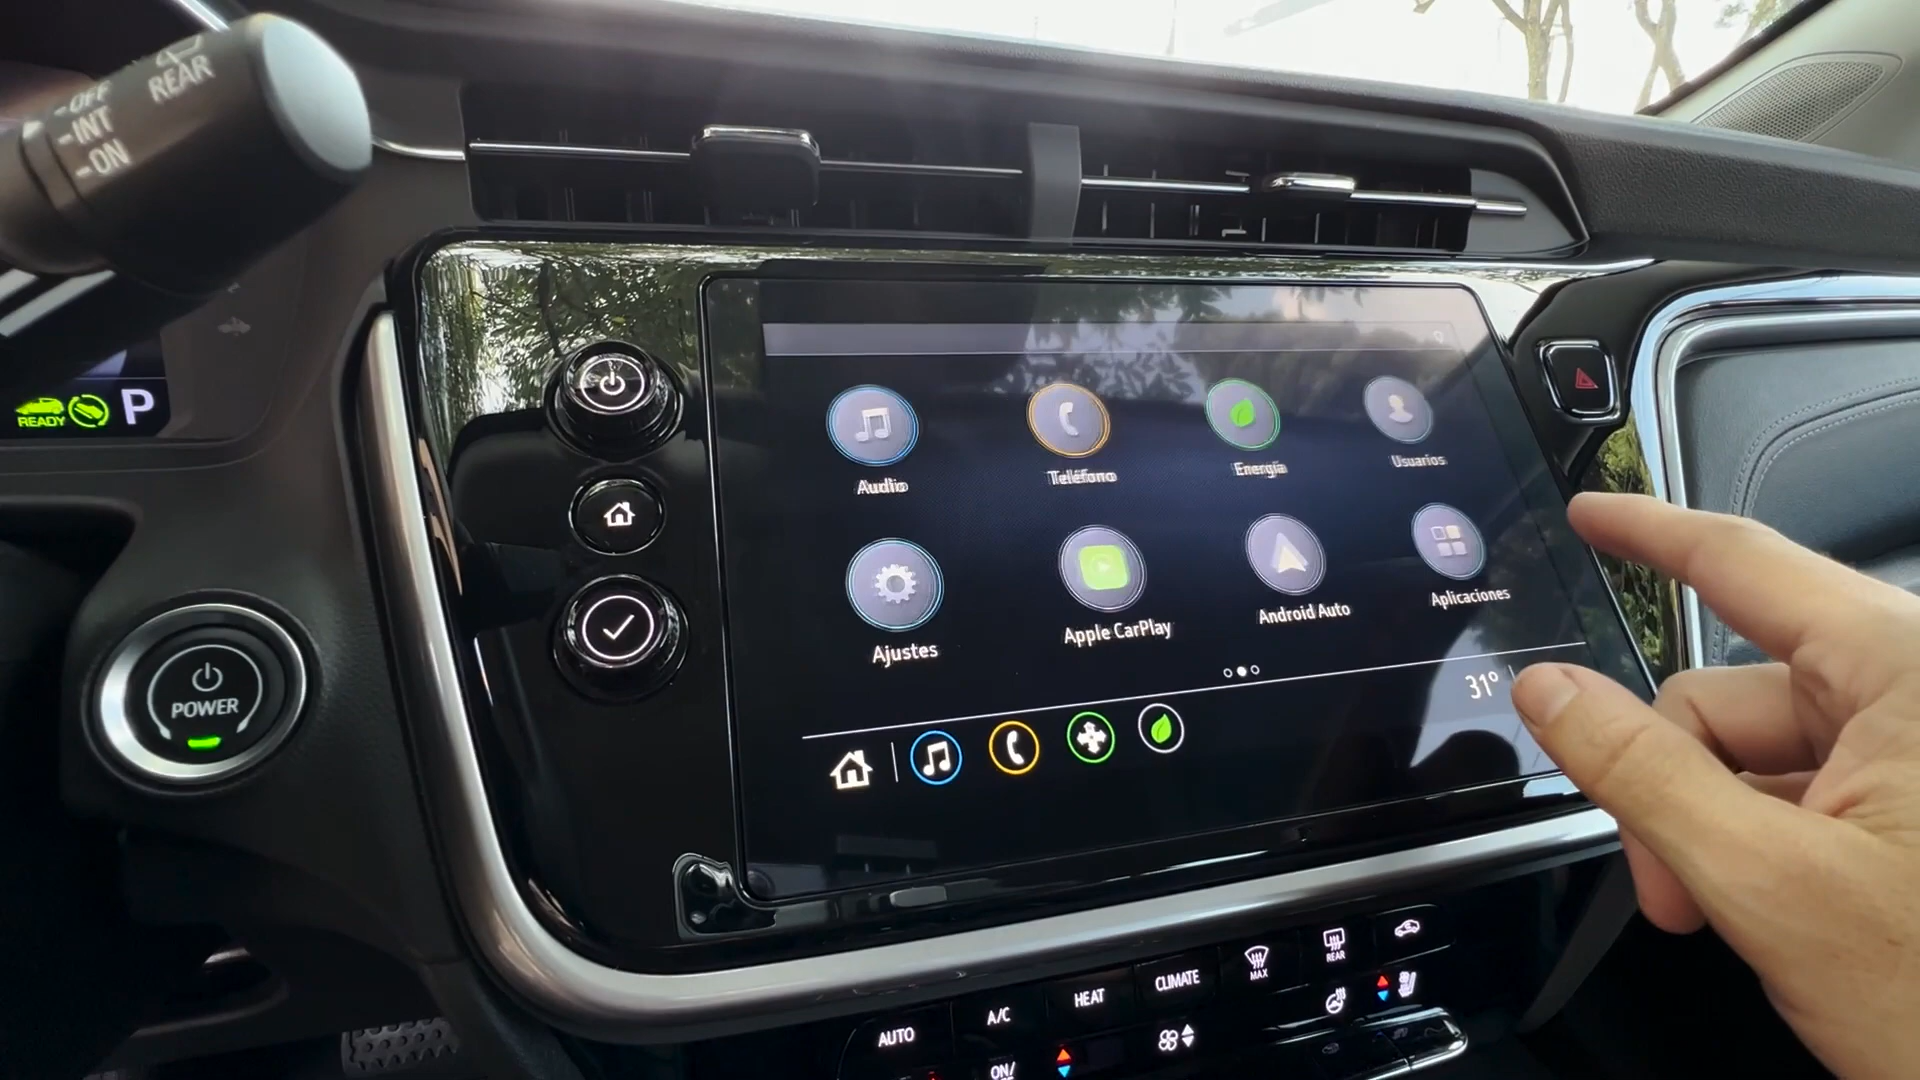 REAR
OFF
INT
ON
READY
P
POWER
Audio
Teléfono
Energía
Usuarios
Ajustes
Apple CarPlay
Android Auto
Aplicaciones
31°
AUTO
A/C
HEAT
CLIMATE
MAX
REAR
ON/